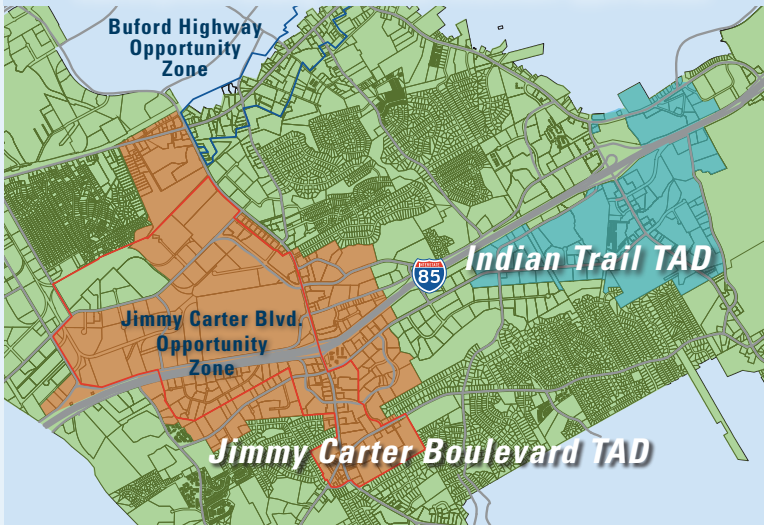 Buford Highway
Opportunity
Zone
85
Indian Trail TAD
Jimmy Carter Blvd.
Opportunity
Zone
Jimmy Carter Boulevard TAD